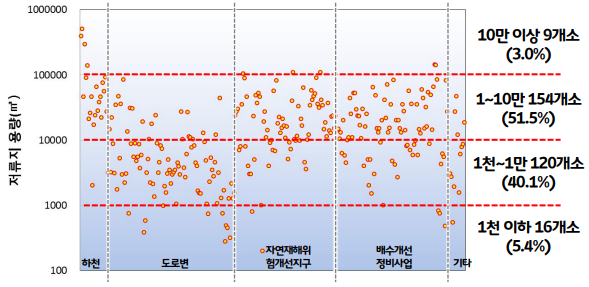 저류지 용량(㎥)
1000000
100000
10000
1000
100
하천
도로변
자연재해위
험개선지구
배수개선
정비사업
기타
10만 이상 9개소
(3.0%)
1~10만 154개소
(51.5%)
1천~1만 120개소
(40.1%)
1천 이하 16개소
(5.4%)